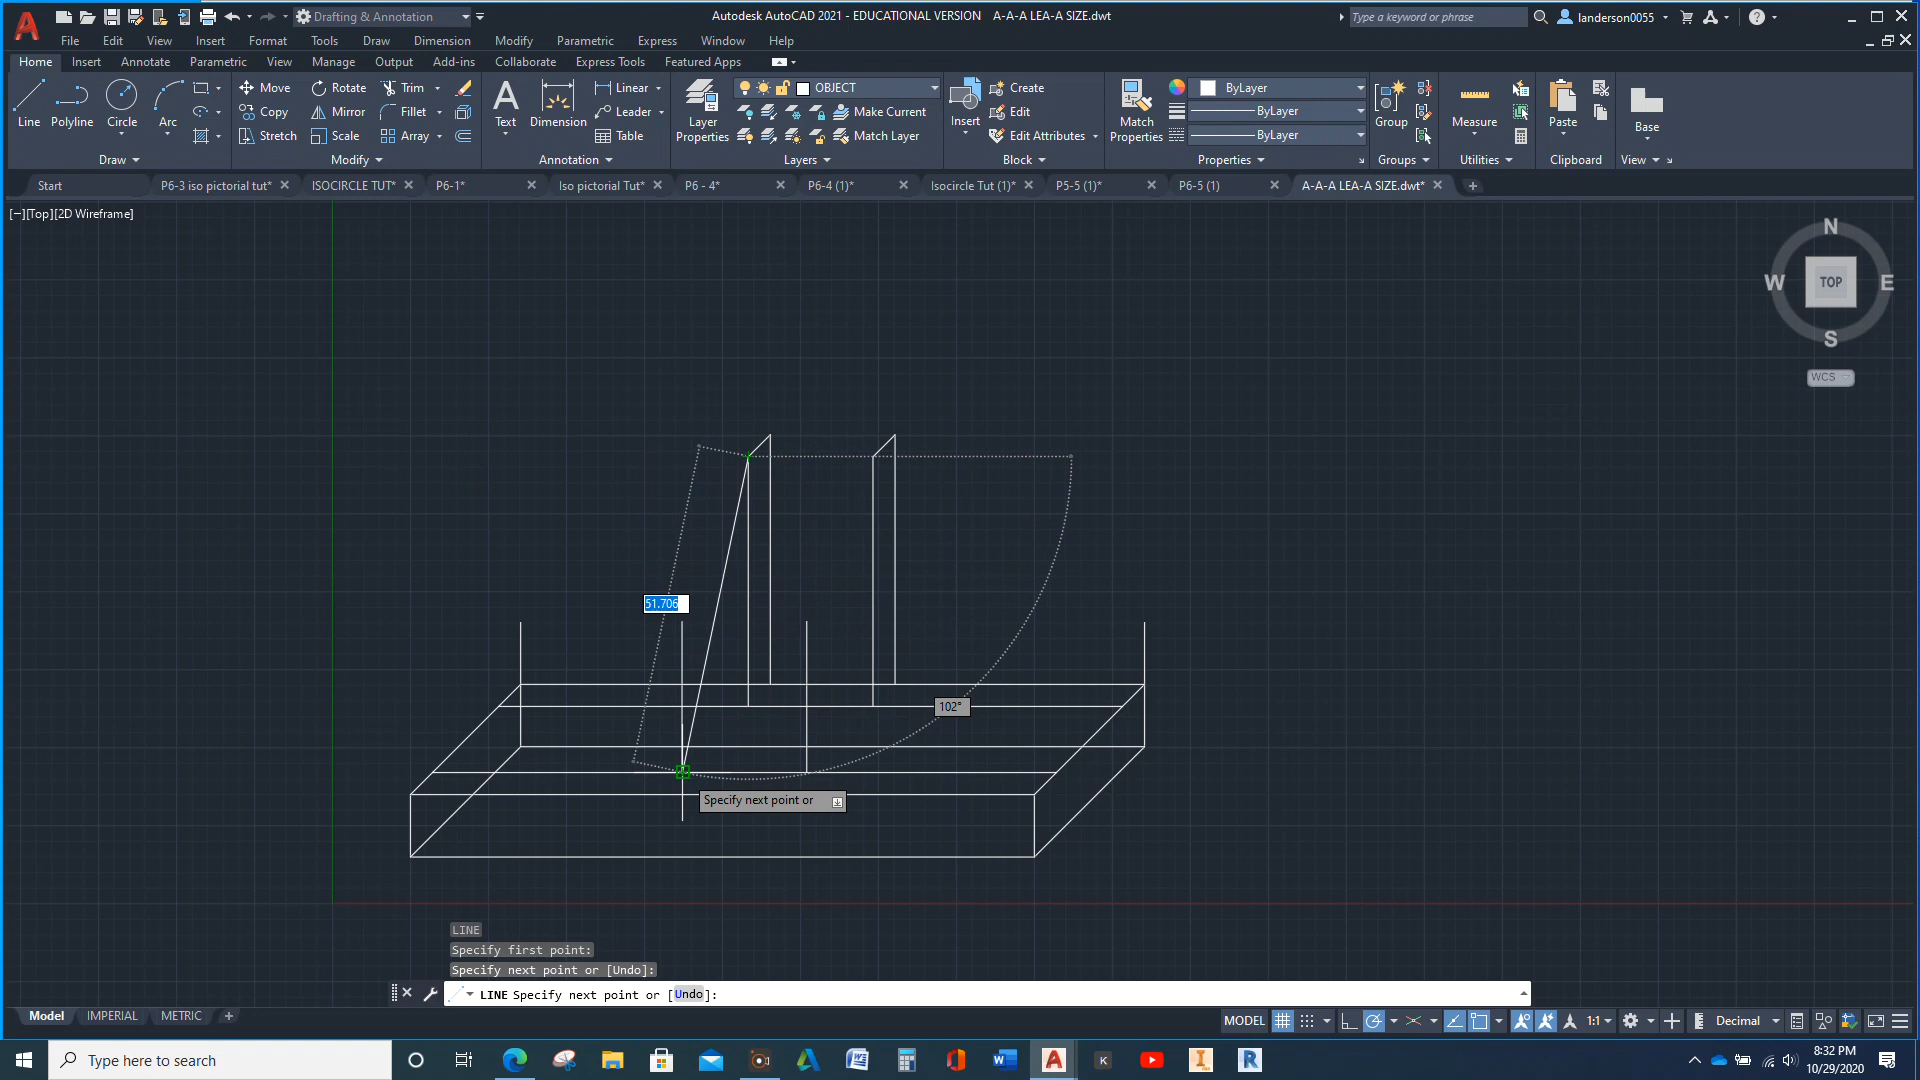 Drafting & Annotation
Autodesk AutoCAD 2021 - EDUCATIONAL VERSION A-A-A LEA-A SIZE.dwt
Type a keyword or phrase
landerson0055
File Edit View Insert Format Tools Draw Dimension Modify Parametric Express Window Help
Home Insert Annotate Parametric View Manage Output Add-ins Collaborate Express Tools Featured Apps
Line Polyline Circle Arc
Draw
Move Rotate Trim
Copy Mirror Fillet
Stretch Scale Array
Modify
Text Dimension
Linear
Leader
Table
Annotation
Layer Properties
OBJECT
Make Current
Match Layer
Layers
Insert
Create
Edit
Edit Attributes
Block
Match Properties
ByLayer
ByLayer
ByLayer
Properties
Group
Groups
Measure
Utilities
Paste
Clipboard
Base
View
Start P6-3 iso pictorial tut* ISOCIRCLE TUT* P6-1* Iso pictorial Tut* P6 - 4* P6-4 (1)* Isocircle Tut (1)* P5-5 (1)* P6-5 (1) A-A-A LEA-A SIZE.dwt*
[−][Top][2D Wireframe]
N
W TOP E
S
WCS
51.706
102°
Specify next point or
LINE
Specify first point:
Specify next point or [Undo]:
LINE Specify next point or [Undo]:
Model IMPERIAL METRIC
MODEL 1:1 Decimal
Type here to search
8:32 PM
10/29/2020